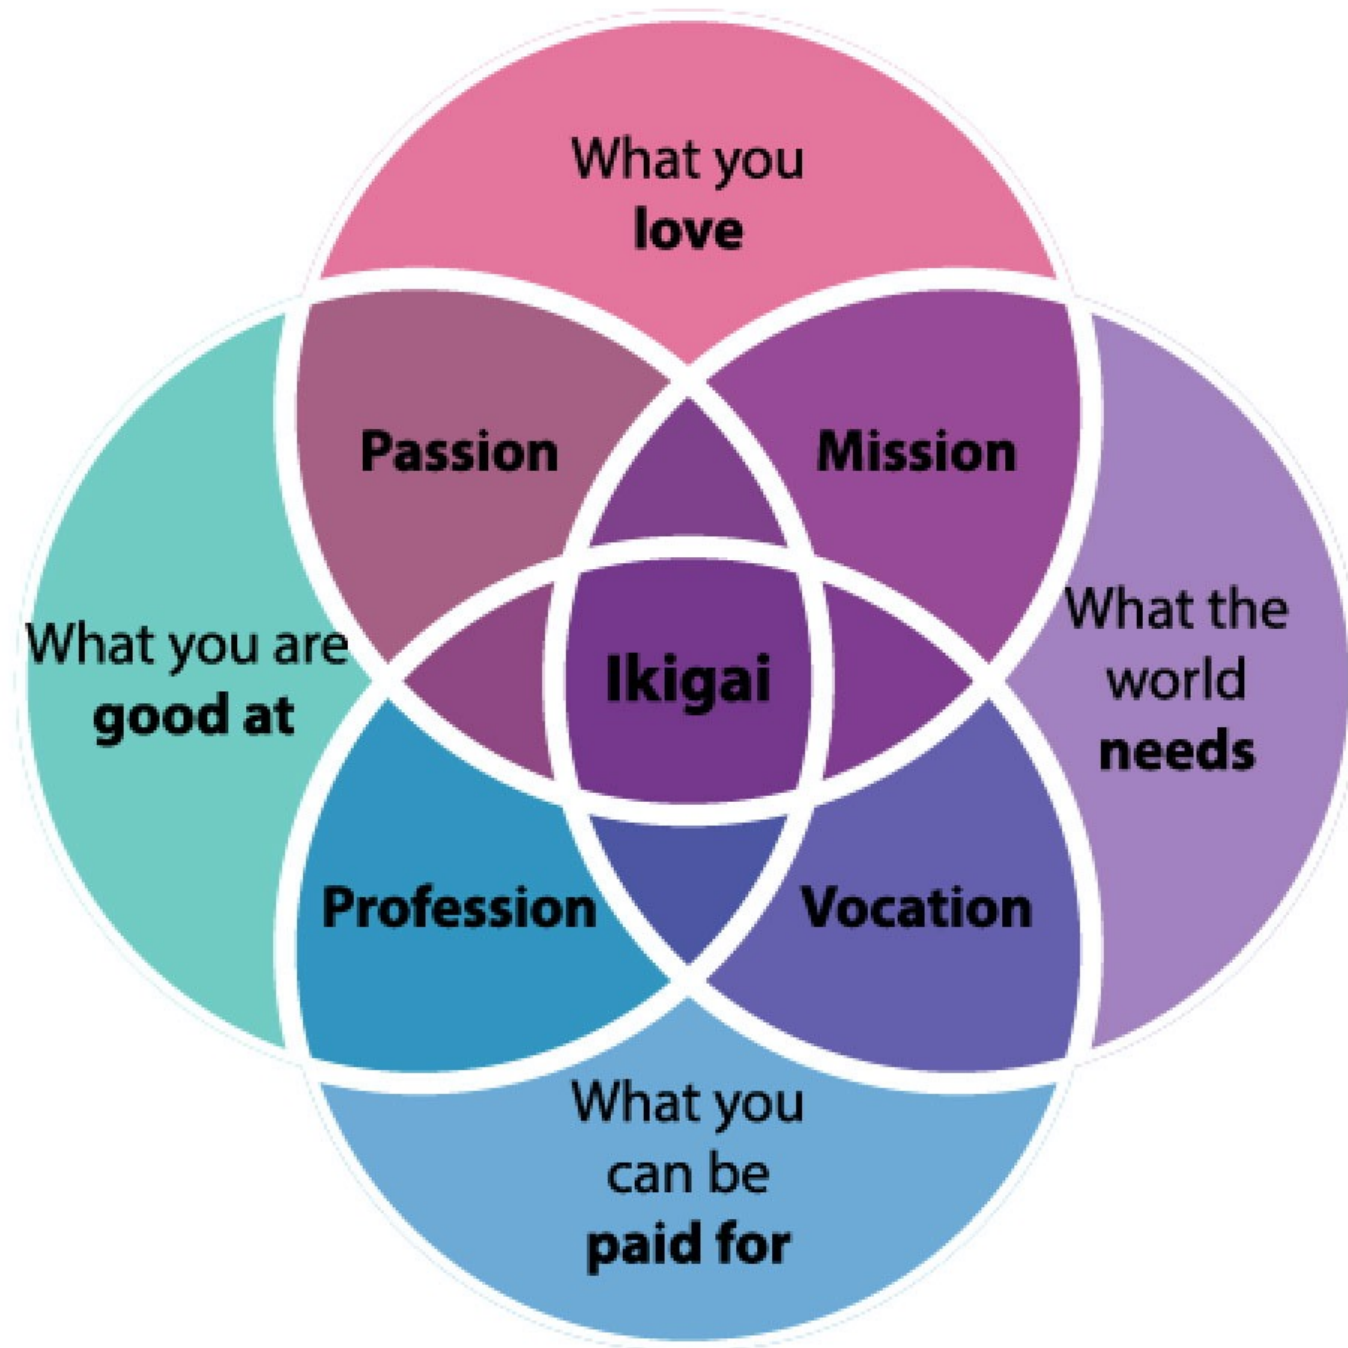 What you
love
Passion
Mission
What you are
good at
Ikigai
What the
world
needs
Profession
Vocation
What you
can be
paid for